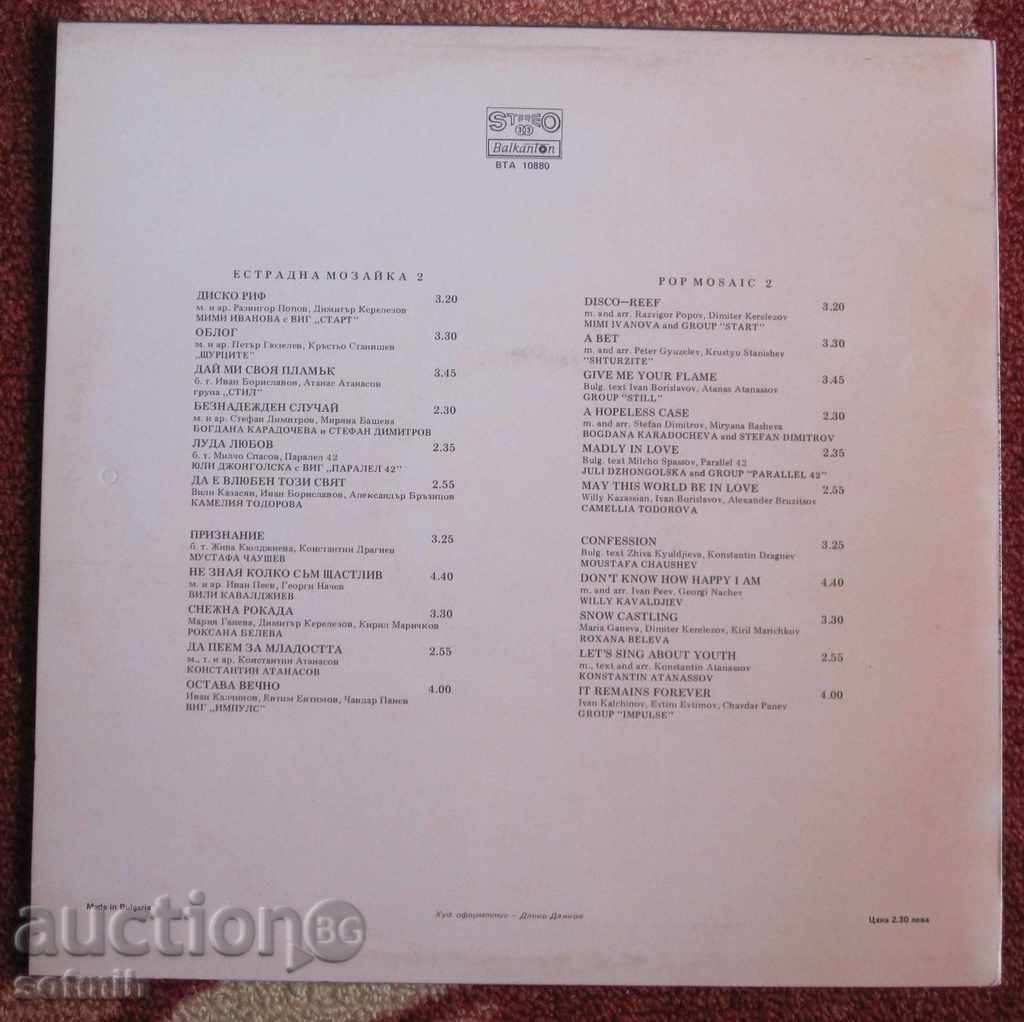 STEREO
33
Balkanton
BTA 10880
ЕСТРАДНА МОЗАЙКА 2
ДИСКО РИФ 3.20
м. и ар. Развигор Попов, Димитър Керелезов
МИМИ ИВАНОВА с ВИГ „СТАРТ"
ОБЛОГ 3.30
м. и ар. Петър Гюзелев, Кръстьо Станишев
„ЩУРЦИТЕ"
ДАЙ МИ СВОЯ ПЛАМЪК 3.45
б. т. Иван Бориславов, Атанас Атанасов
група „СТИЛ"
БЕЗНАДЕЖДЕН СЛУЧАЙ 2.30
м. и ар. Стефан Димитров, Миряна Башева
БОГДАНА КАРАДОЧЕВА и СТЕФАН ДИМИТРОВ
ЛУДА ЛЮБОВ 2.35
б. т. Милчо Спасов, Паралел 42
ЮЛИ ДЖОНГОЛСКА с ВИГ „ПАРАЛЕЛ 42"
ДА Е ВЛЮБЕН ТОЗИ СВЯТ 2.55
Вили Казасян, Иван Бориславов, Александър Бръзицов
КАМЕЛИЯ ТОДОРОВА
ПРИЗНАНИЕ 3.25
б. т. Жива Кюлджиева, Константин Драгнев
МУСТАФА ЧАУШЕВ
НЕ ЗНАЯ КОЛКО СЪМ ЩАСТЛИВ 4.40
м. и ар. Иван Пеев, Георги Начев
ВИЛИ КАВАЛДЖИЕВ
СНЕЖНА РОКАДА 3.30
Мария Ганева, Димитър Керелезов, Кирил Маричков
РОКСАНА БЕЛЕВА
ДА ПЕЕМ ЗА МЛАДОСТТА 2.55
м., т. и ар. Константин Атанасов
КОНСТАНТИН АТАНАСОВ
ОСТАВА ВЕЧНО 4.00
Иван Калчинов, Евтим Евтимов, Чавдар Панев
ВИГ „ИМПУЛС"
POP MOSAIC 2
DISCO—REEF 3.20
m. and arr. Razvigor Popov, Dimiter Kerelezov
MIMI IVANOVA and GROUP "START"
A BET 3.30
m. and arr. Peter Gyuzelev, Krustyu Stanishev
"SHTURZITE"
GIVE ME YOUR FLAME 3.45
Bulg. text Ivan Borislavov, Atanas Atanassov
GROUP "STILL"
A HOPELESS CASE 2.30
m. and arr. Stefan Dimitrov, Miryana Basheva
BOGDANA KARADOCHEVA and STEFAN DIMITROV
MADLY IN LOVE 2.35
Bulg. text Milcho Spassov, Parallel 42
JULI DZHONGOLSKA and GROUP "PARALLEL 42"
MAY THIS WORLD BE IN LOVE 2.55
Willy Kazassian, Ivan Borislavov, Alexander Bruzitsov
CAMELLIA TODOROVA
CONFESSION 3.25
Bulg. text Zhiva Kyuldjieva, Konstantin Dragnev
MOUSTAFA CHAUSHEV
DON'T KNOW HOW HAPPY I AM 4.40
m. and arr. Ivan Peev, Georgi Nachev
WILLY KAVALDJIEV
SNOW CASTLING 3.30
Maria Ganeva, Dimiter Kerelezov, Kiril Marichkov
ROXANA BELEVA
LET'S SING ABOUT YOUTH 2.55
m., text and arr. Konstantin Atanassov
KONSTANTIN ATANASSOV
IT REMAINS FOREVER 4.00
Ivan Kalchinov, Evtim Evtimov, Chavdar Panev
GROUP "IMPULSE"
Made in Bulgaria
Худ. оформление – Данко Дянков
Цена 2.30 лева
auction BG
sofmih